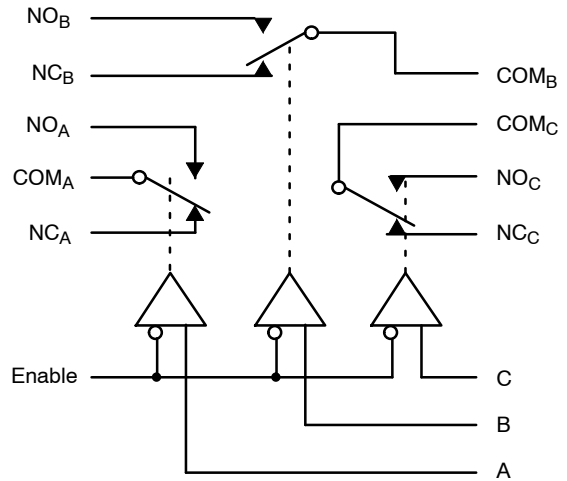 NO_B
NC_B
COM_B
NO_A
COM_C
COM_A
NO_C
NC_A
NC_C
Enable
C
B
A